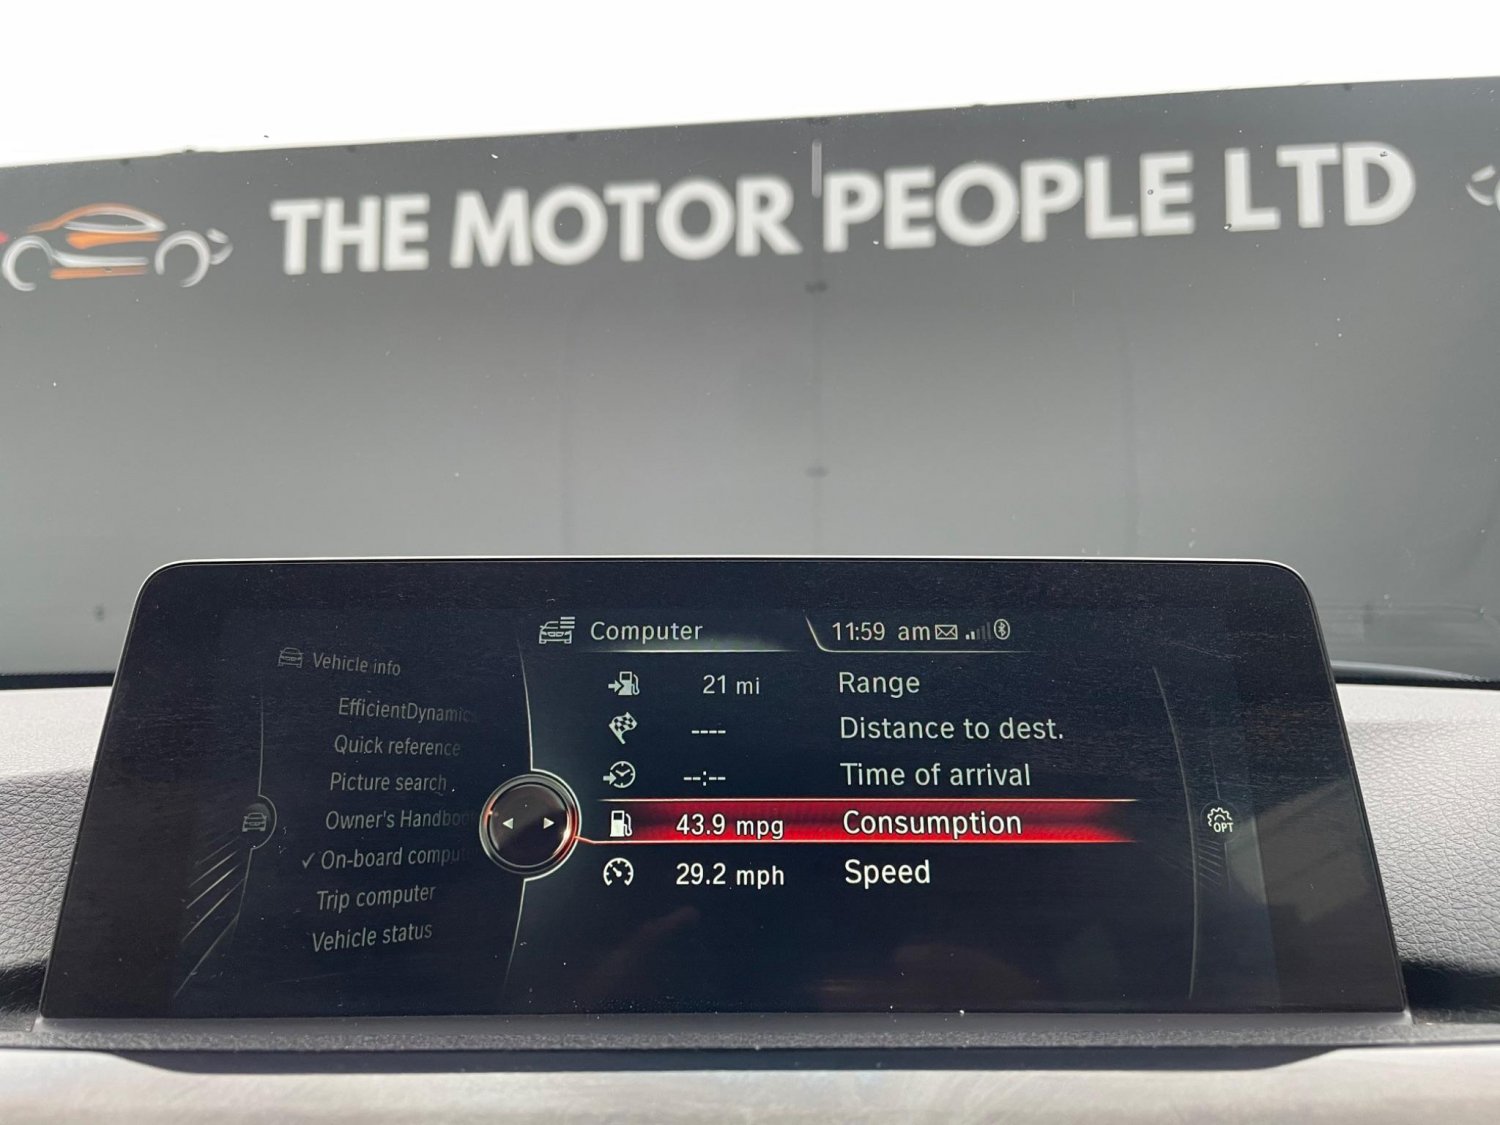 THE MOTOR PEOPLE LTD
Computer
11:59 am
Vehicle info
EfficientDynamic
Quick reference
Picture search
Owner's Handboo
✓ On-board comput
Trip computer
Vehicle status
21 mi Range
---- Distance to dest.
--:-- Time of arrival
43.9 mpg Consumption
29.2 mph Speed
OPT